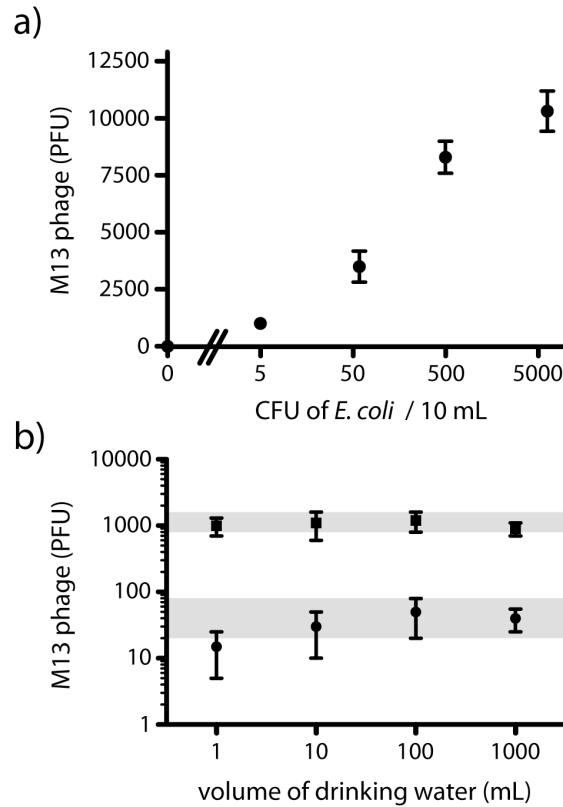 a)
12500
10000
7500
5000
2500
0
M13 phage (PFU)
0 5 50 500 5000
CFU of E. coli / 10 mL
b)
10000
1000
100
10
1
M13 phage (PFU)
1 10 100 1000
volume of drinking water (mL)